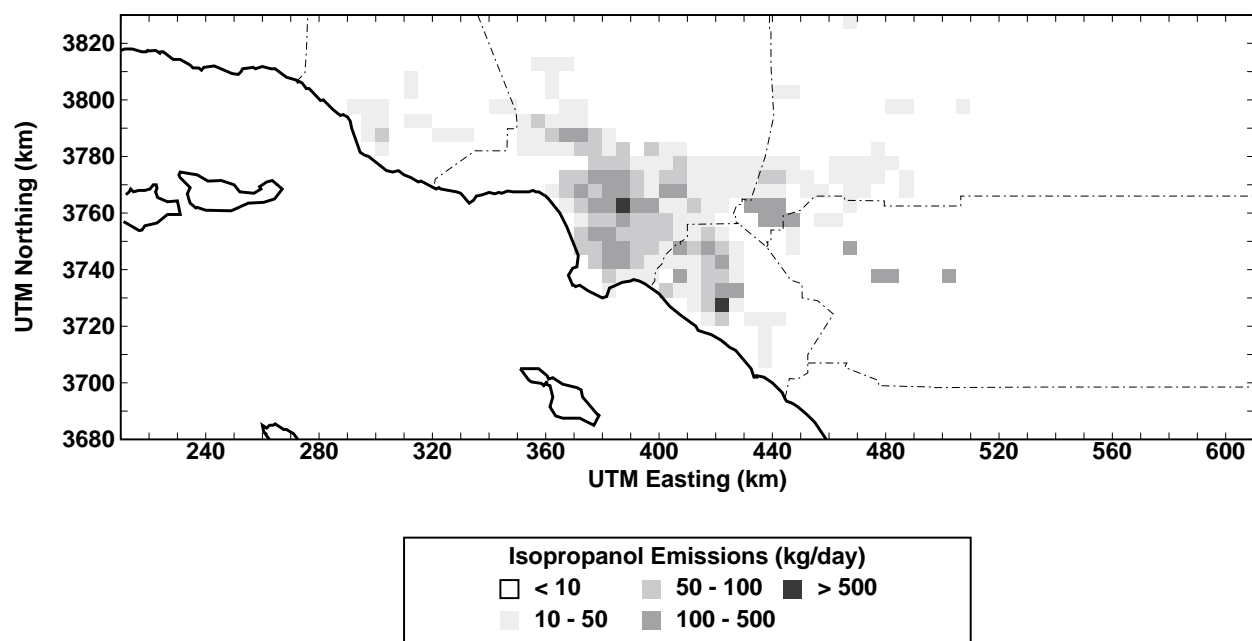 3820
3800
3780
3760
3740
3720
3700
3680
UTM Northing (km)
240 280 320 360 400 440 480 520 560 600
UTM Easting (km)
Isopropanol Emissions (kg/day)
< 10 50 - 100 > 500
10 - 50 100 - 500